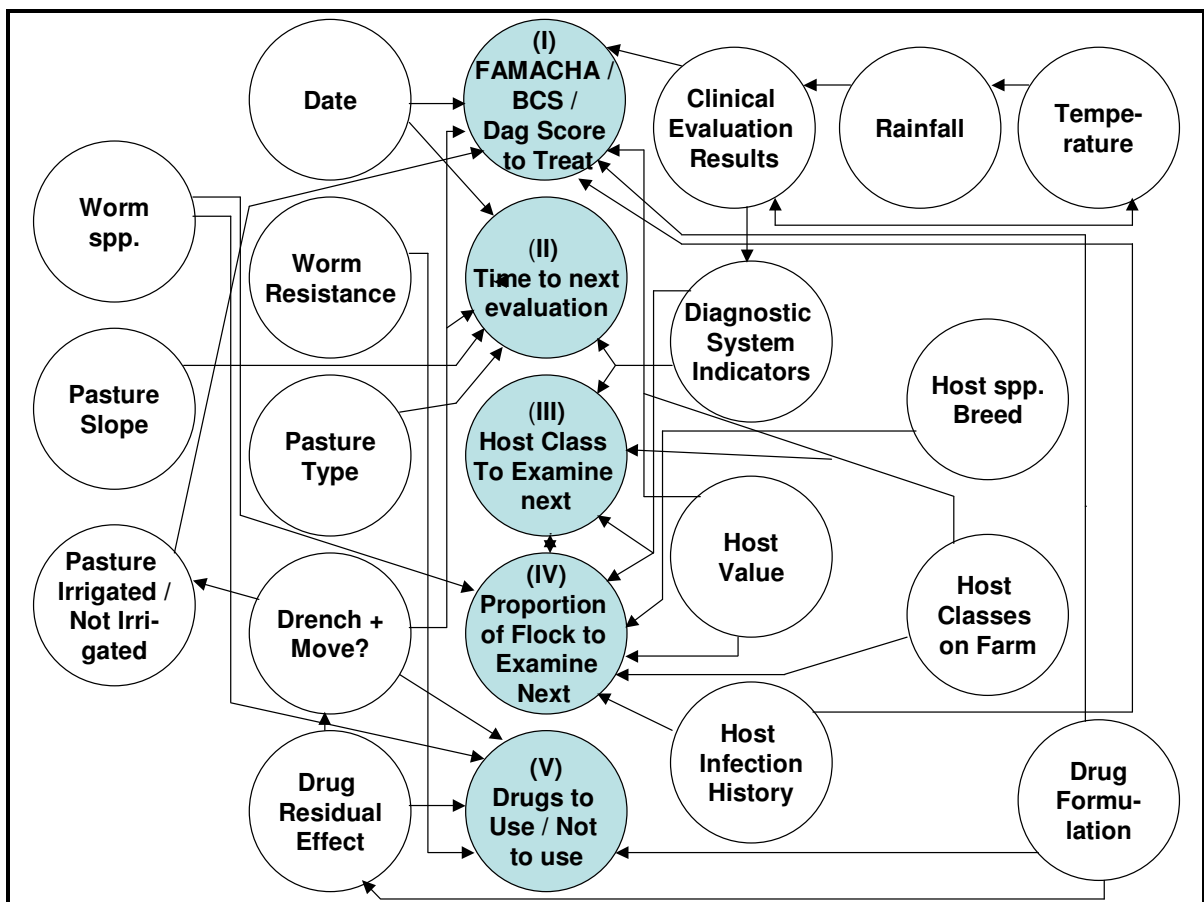 Date
(I)
FAMACHA /
BCS /
Dag Score
to Treat
Clinical
Evaluation
Results
Rainfall
Tempe-
rature
Worm
spp.
Worm
Resistance
(II)
Time to next
evaluation
Diagnostic
System
Indicators
Host spp.
Breed
Pasture
Slope
Pasture
Type
(III)
Host Class
To Examine
next
Pasture
Irrigated /
Not Irri-
gated
Drench +
Move?
(IV)
Proportion
of Flock to
Examine
Next
Host
Value
Host
Classes
on Farm
Drug
Residual
Effect
(V)
Drugs to
Use / Not
to use
Host
Infection
History
Drug
Formu-
lation